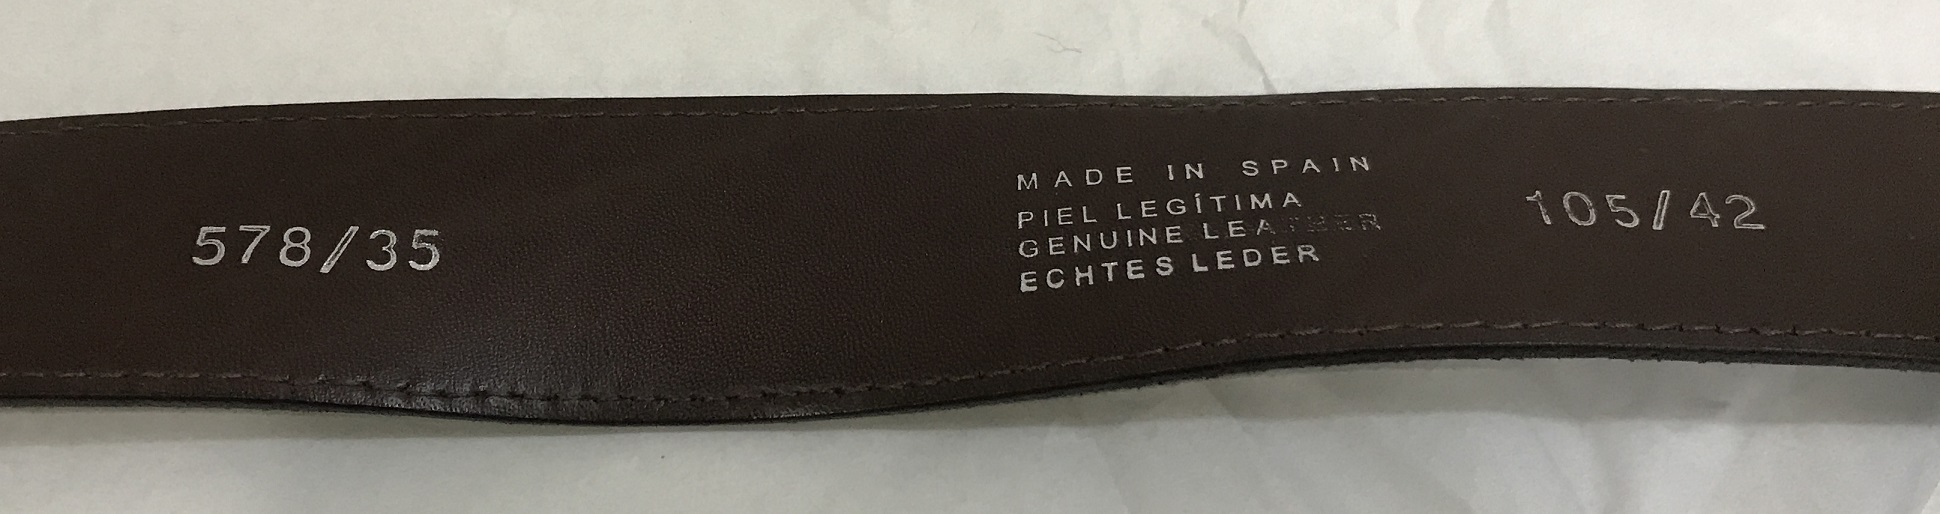 578/35
MADE IN SPAIN
PIEL LEGÍTIMA
GENUINE LEATHER
ECHTES LEDER
105/42